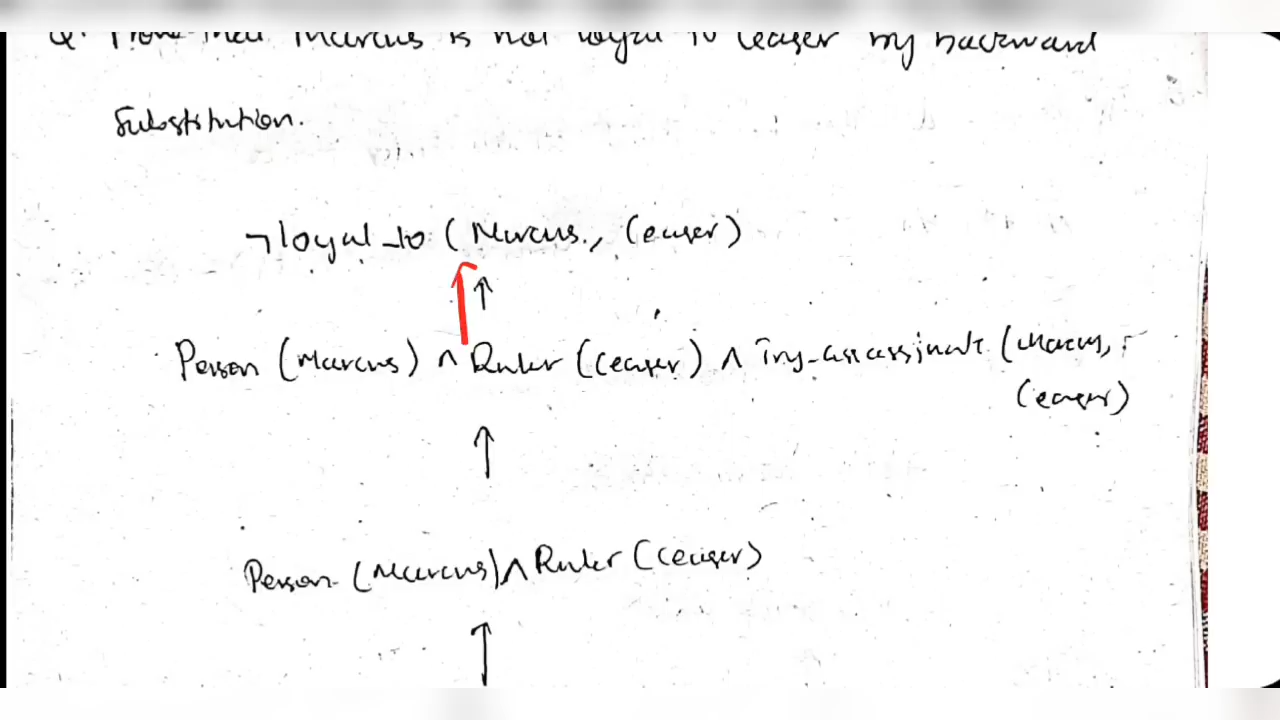 Q. Prove that Marcus is not loyal to Ceaser by backward
Substitution.
¬loyal_to (Marcus, Ceaser)
↑
Person (Marcus) ∧ Ruler (Ceaser) ∧ Try-assassinate (Marcus,
Ceaser)
↑
Person (Marcus) ∧ Ruler (Ceaser)
↑